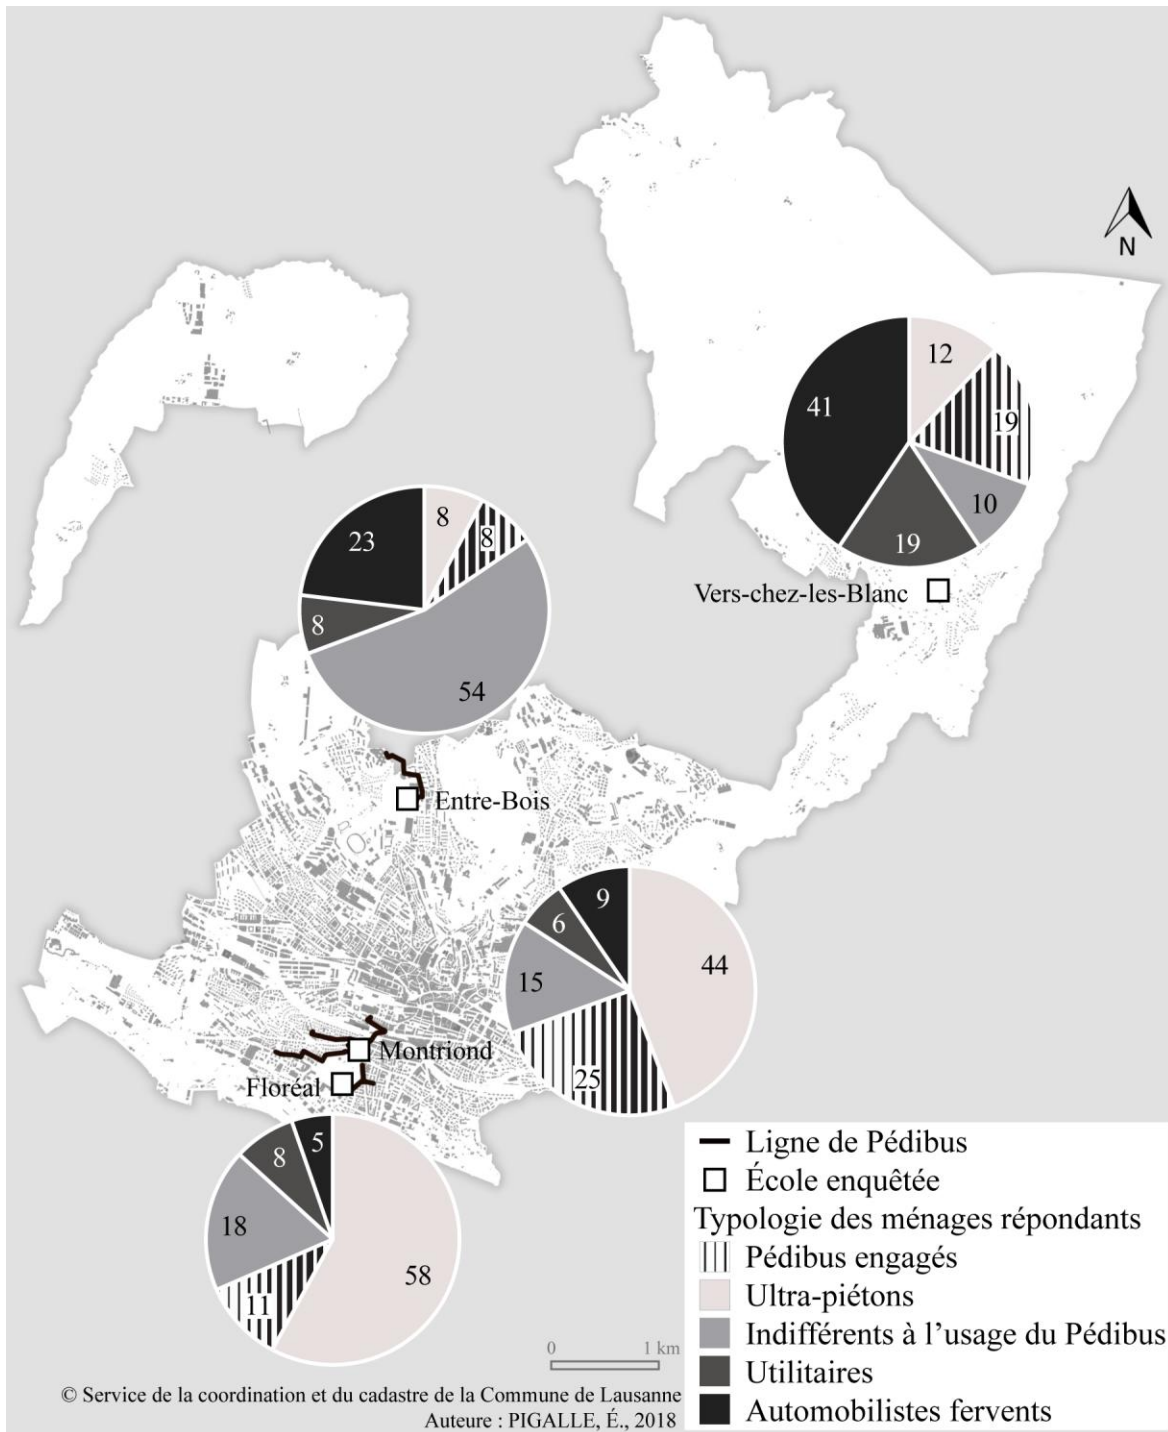 N
12
19
10
19
41
Vers-chez-les-Blanc
8
8
54
8
23
Entre-Bois
44
25
15
6
9
Montriond
Floréal
58
11
18
8
5
0 1 km
© Service de la coordination et du cadastre de la Commune de Lausanne
Auteure : PIGALLE, É., 2018
Ligne de Pédibus
École enquêtée
Typologie des ménages répondants
Pédibus engagés
Ultra-piétons
Indifférents à l’usage du Pédibus
Utilitaires
Automobilistes fervents